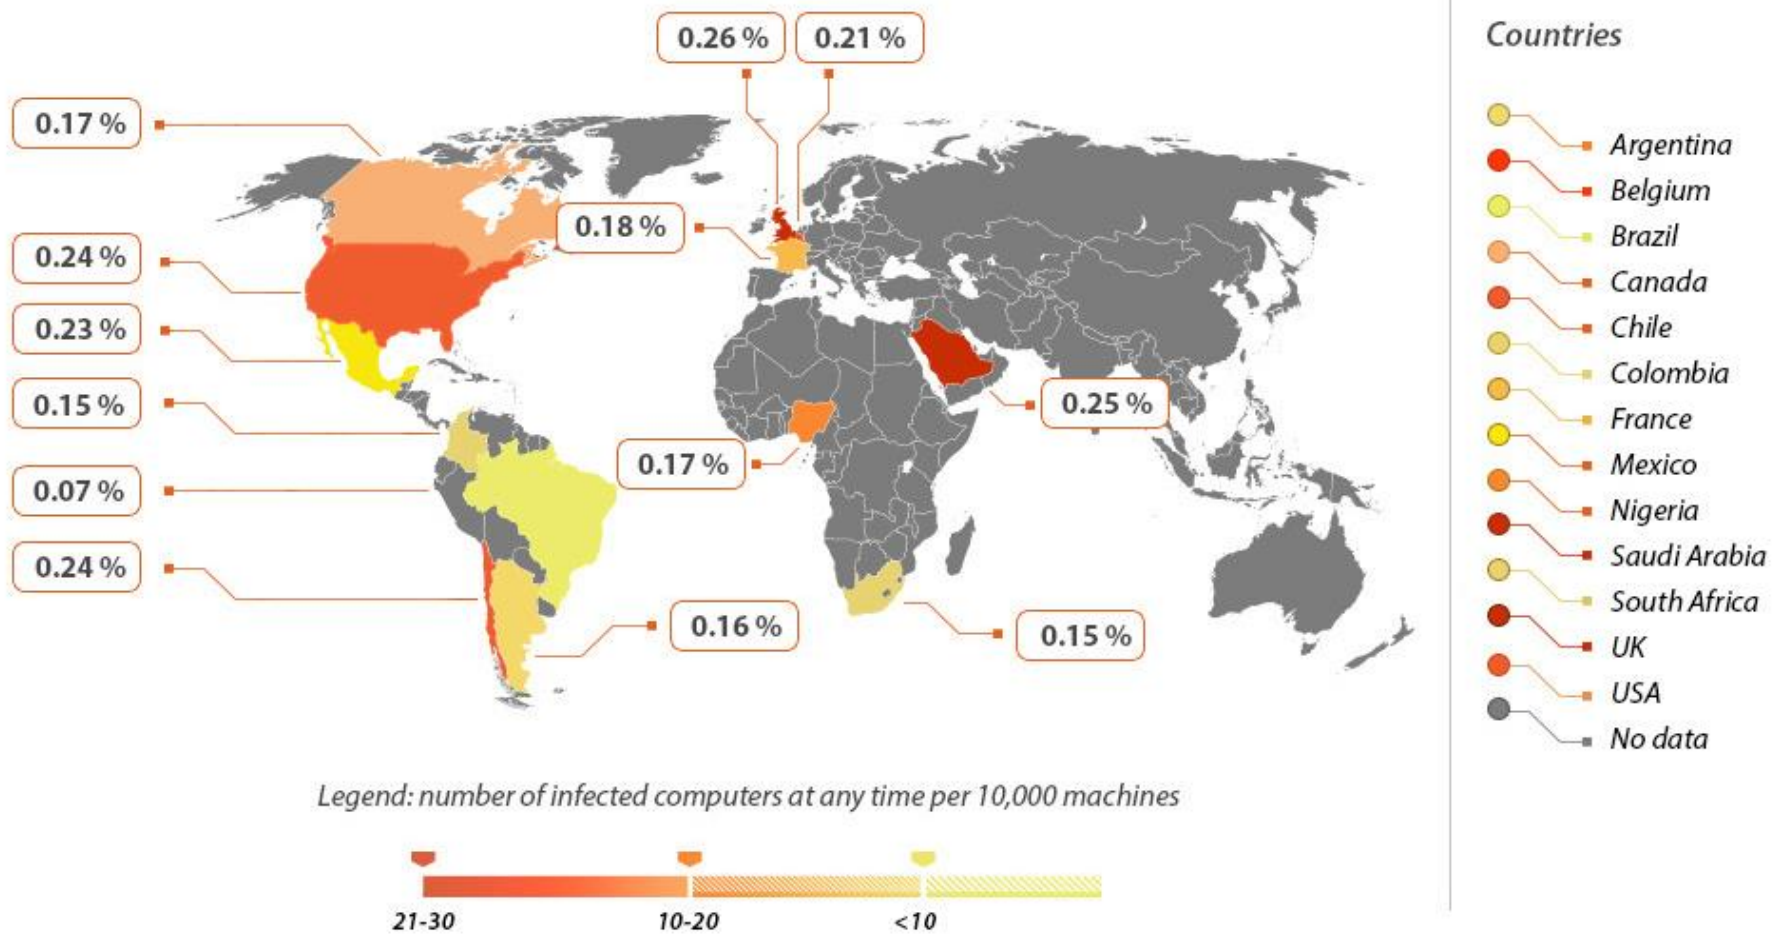 0.26 %
0.21 %
0.17 %
0.18 %
0.24 %
0.23 %
0.15 %
0.25 %
0.17 %
0.07 %
0.24 %
0.16 %
0.15 %
Legend: number of infected computers at any time per 10,000 machines
21-30
10-20
<10
Countries
Argentina
Belgium
Brazil
Canada
Chile
Colombia
France
Mexico
Nigeria
Saudi Arabia
South Africa
UK
USA
No data